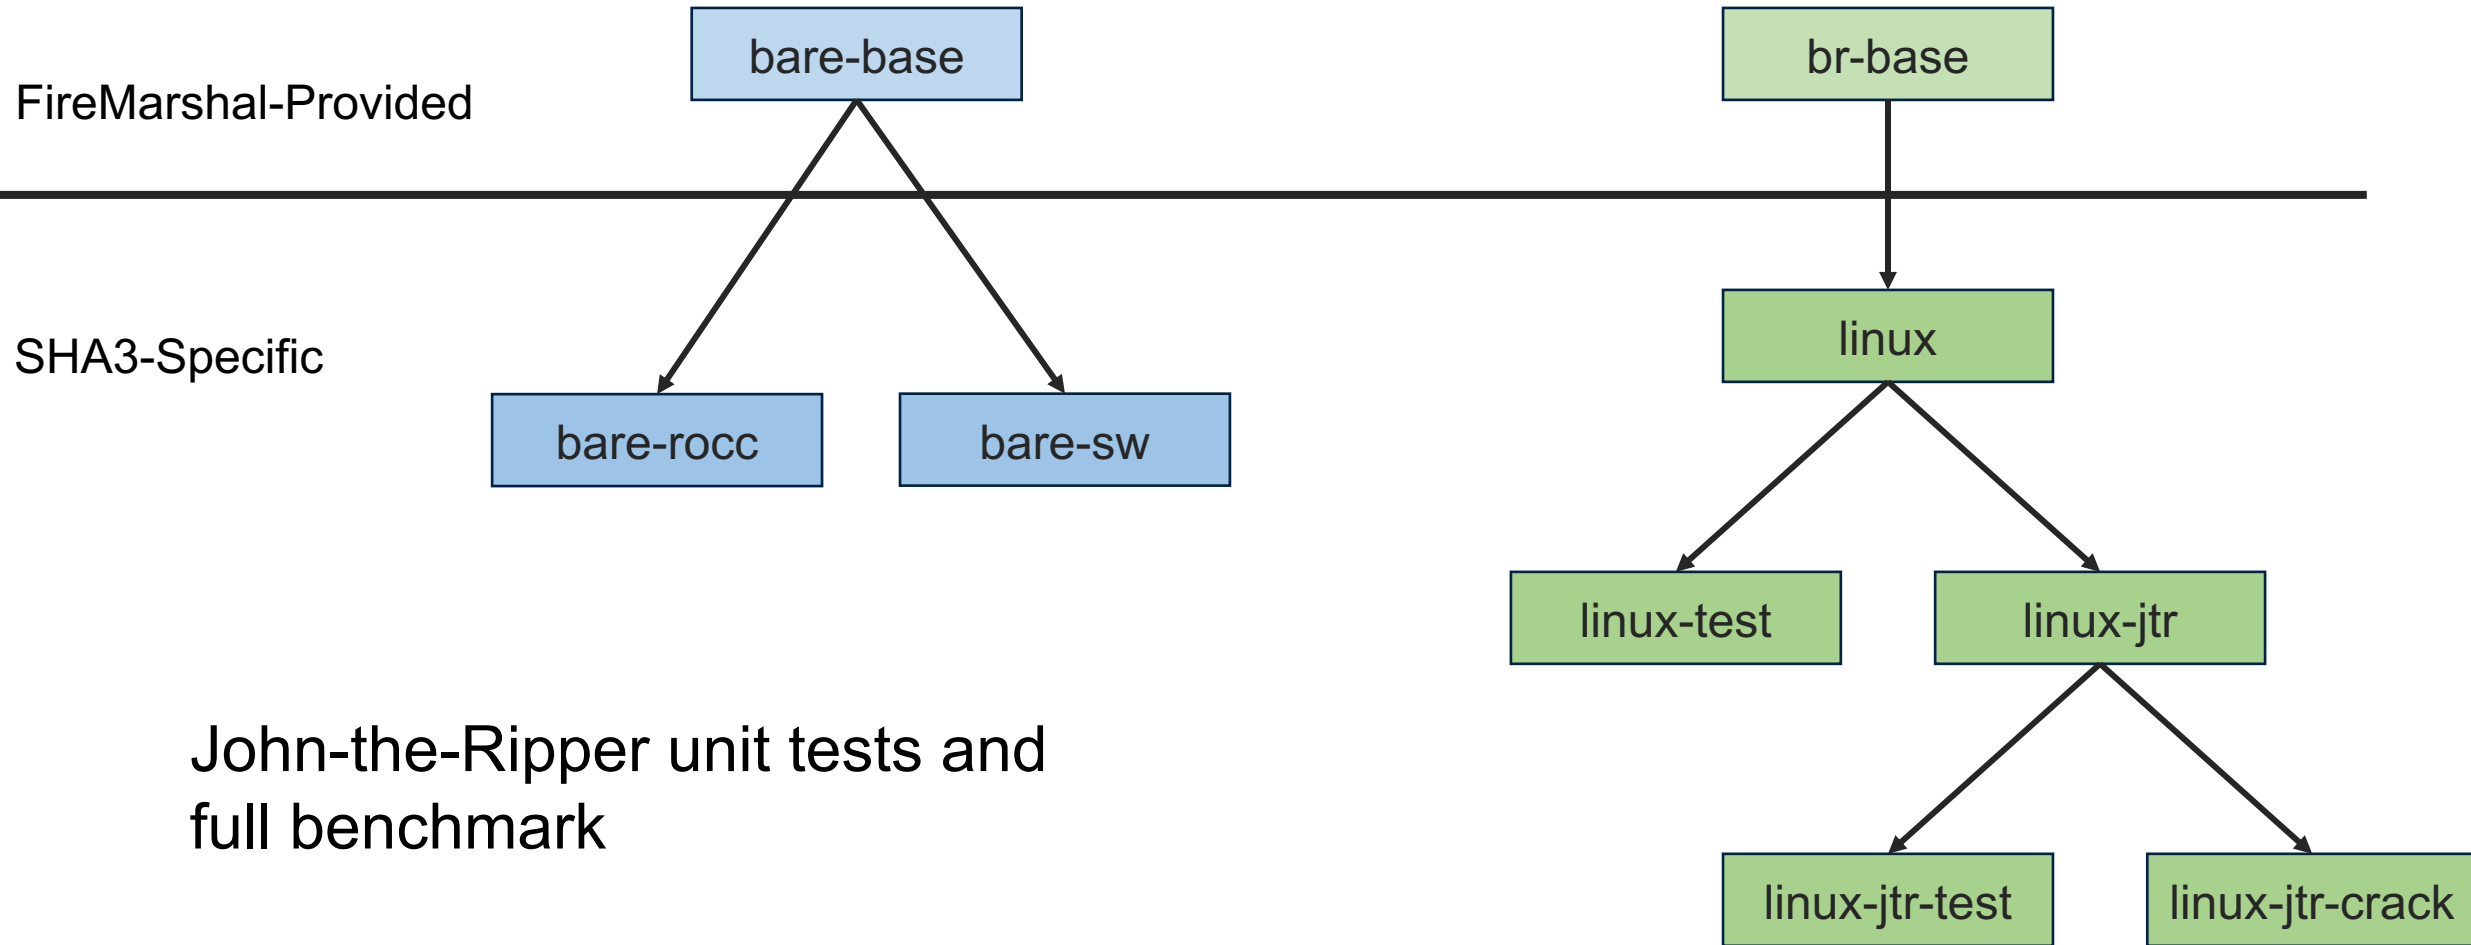 bare-base
br-base
FireMarshal-Provided
linux
SHA3-Specific
bare-rocc
bare-sw
linux-test
linux-jtr
John-the-Ripper unit tests and
full benchmark
linux-jtr-test
linux-jtr-crack